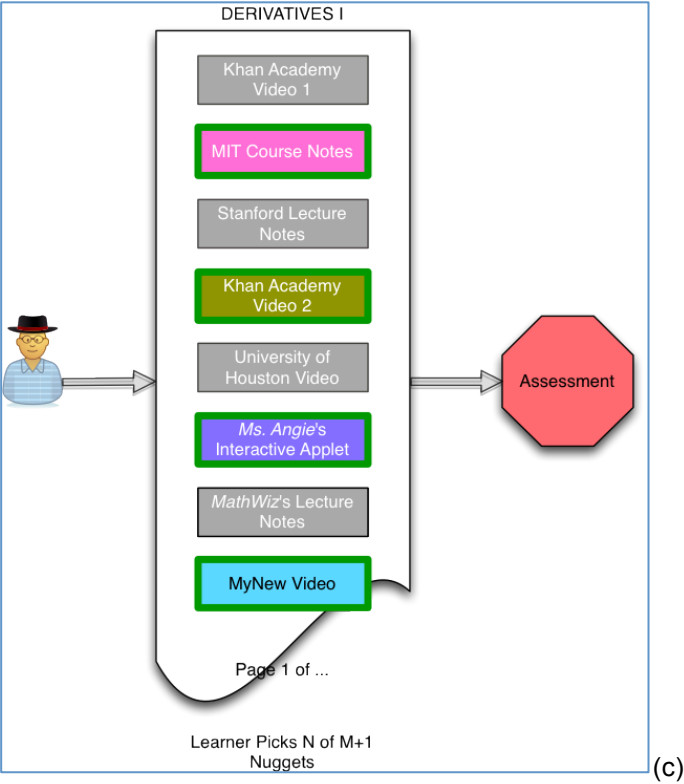 DERIVATIVES I
Khan Academy
Video 1
MIT Course Notes
Stanford Lecture
Notes
Khan Academy
Video 2
University of
Houston Video
Ms. Angie's
Interactive Applet
MathWiz's Lecture
Notes
MyNew Video
Page 1 of ...
Assessment
Learner Picks N of M+1
Nuggets
(c)